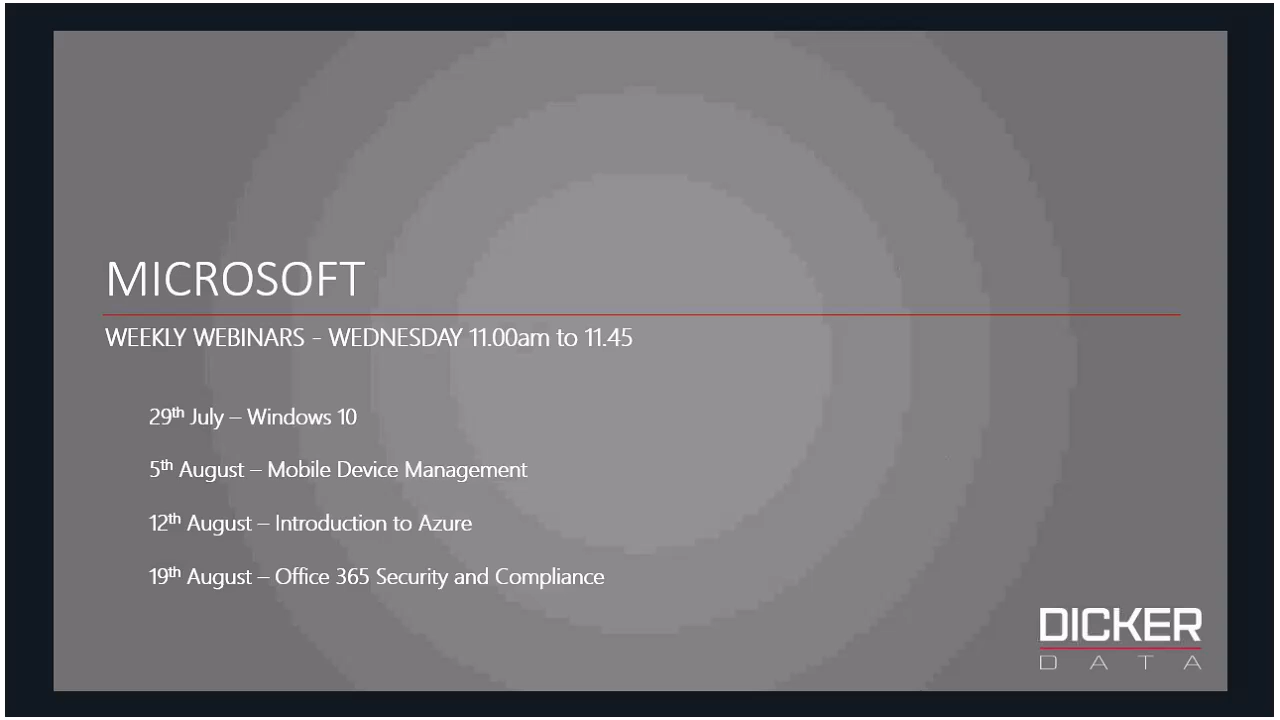 MICROSOFT
WEEKLY WEBINARS - WEDNESDAY 11.00am to 11.45
29th July – Windows 10
5th August – Mobile Device Management
12th August – Introduction to Azure
19th August – Office 365 Security and Compliance
DICKER
DATA